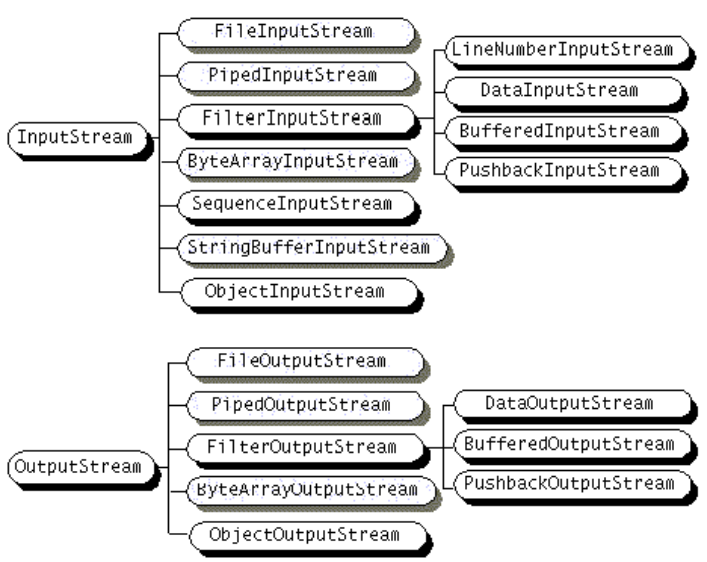 InputStream
FileInputStream
PipedInputStream
FilterInputStream
LineNumberInputStream
DataInputStream
BufferedInputStream
PushbackInputStream
ByteArrayInputStream
SequenceInputStream
StringBufferInputStream
ObjectInputStream
OutputStream
FileOutputStream
PipedOutputStream
FilterOutputStream
DataOutputStream
BufferedOutputStream
PushbackOutputStream
ByteArrayOutputStream
ObjectOutputStream